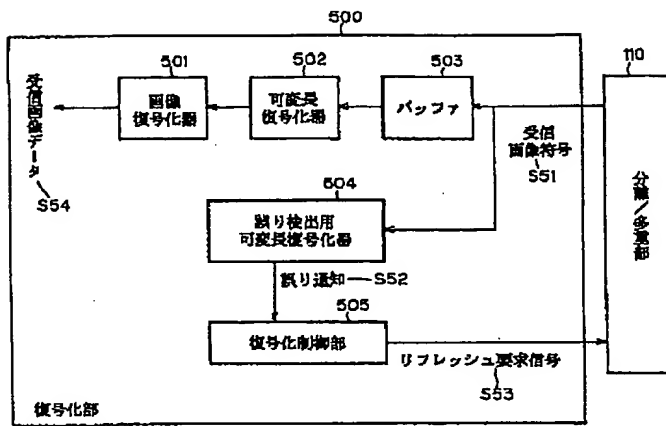 500
501
502
503
110
画像
復号化器
可変長
復号化器
バッファ
受信画像データ
S54
受信
画像符号
S51
分離/多重部
504
誤り検出用
可変長復号化器
誤り通知
S52
505
復号化制御部
リフレッシュ要求信号
S53
復号化部